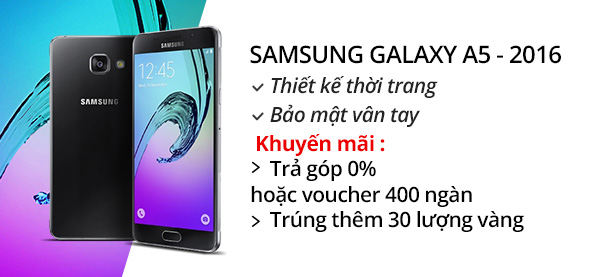 SAMSUNG GALAXY A5 - 2016
Thiết kế thời trang
Bảo mật vân tay
Khuyến mãi :
> Trả góp 0%
hoặc voucher 400 ngàn
> Trúng thêm 30 lượng vàng
SAMSUNG
SAMSUNG
12:45